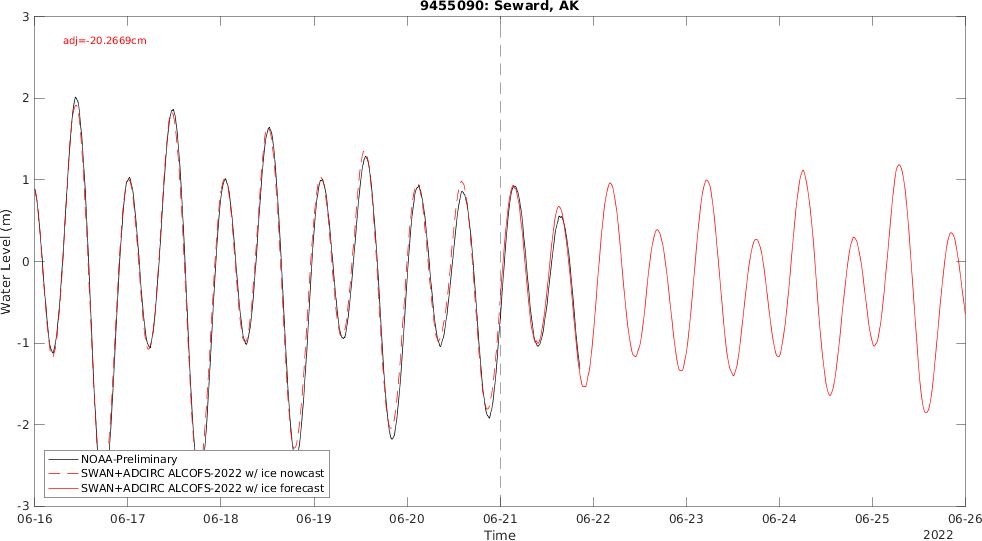 9455090: Seward, AK
adj=-20.2669cm
3
2
1
0
-1
-2
-3
Water Level (m)
NOAA-Preliminary
SWAN+ADCIRC ALCOFS-2022 w/ ice nowcast
SWAN+ADCIRC ALCOFS-2022 w/ ice forecast
06-16 06-17 06-18 06-19 06-20 06-21 06-22 06-23 06-24 06-25 06-26
Time
2022